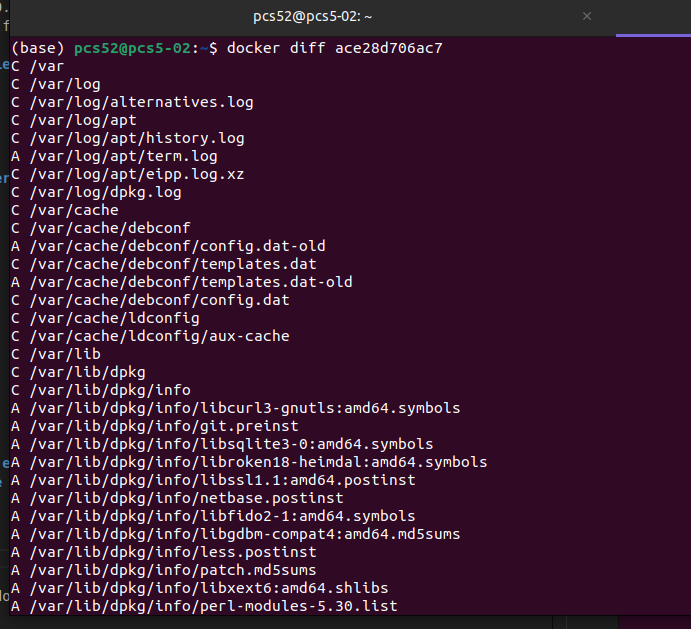 pcs52@pcs5-02: ~
(base) pcs52@pcs5-02:~$ docker diff ace28d706ac7
C /var
C /var/log
C /var/log/alternatives.log
C /var/log/apt
C /var/log/apt/history.log
A /var/log/apt/term.log
C /var/log/apt/eipp.log.xz
C /var/log/dpkg.log
C /var/cache
C /var/cache/debconf
A /var/cache/debconf/config.dat-old
C /var/cache/debconf/templates.dat
A /var/cache/debconf/templates.dat-old
C /var/cache/debconf/config.dat
C /var/cache/ldconfig
C /var/cache/ldconfig/aux-cache
C /var/lib
C /var/lib/dpkg
C /var/lib/dpkg/info
A /var/lib/dpkg/info/libcurl3-gnutls:amd64.symbols
A /var/lib/dpkg/info/git.preinst
A /var/lib/dpkg/info/libsqlite3-0:amd64.symbols
A /var/lib/dpkg/info/libroken18-heimdal:amd64.symbols
A /var/lib/dpkg/info/libssl1.1:amd64.postinst
A /var/lib/dpkg/info/netbase.postinst
A /var/lib/dpkg/info/libfido2-1:amd64.symbols
A /var/lib/dpkg/info/libgdbm-compat4:amd64.md5sums
A /var/lib/dpkg/info/less.postinst
A /var/lib/dpkg/info/patch.md5sums
A /var/lib/dpkg/info/libxext6:amd64.shlibs
A /var/lib/dpkg/info/perl-modules-5.30.list